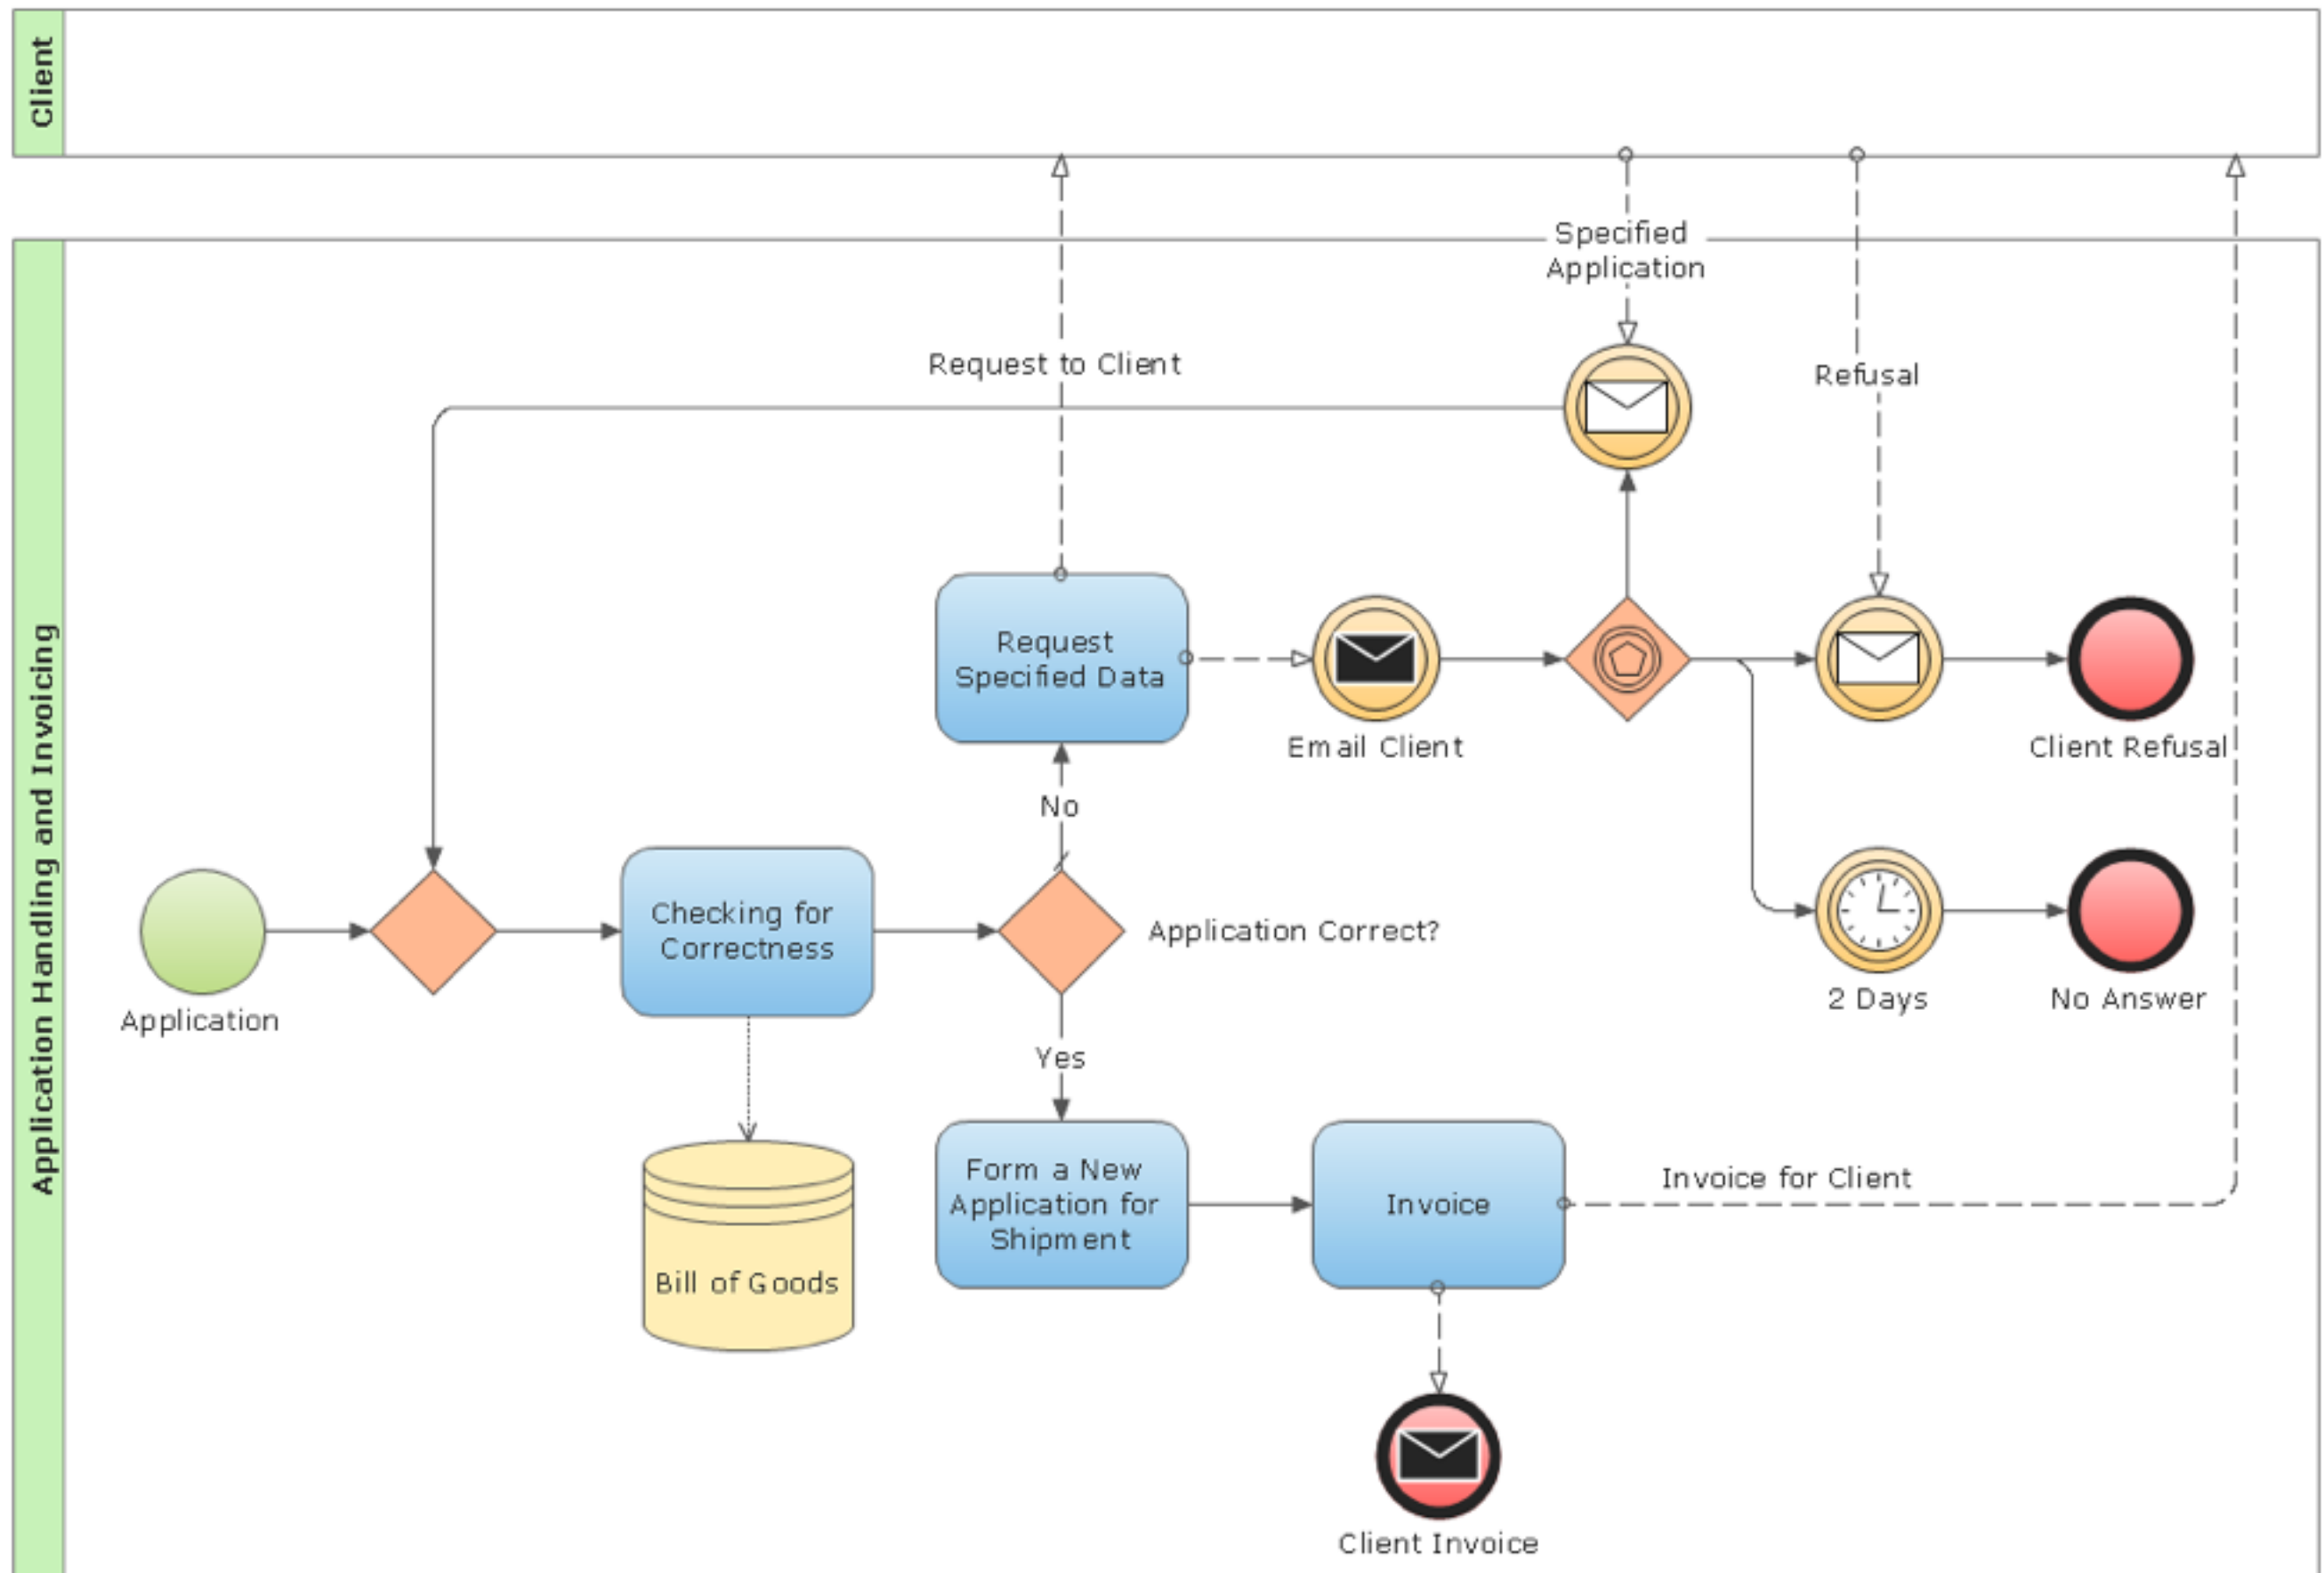 Client
Application Handling and Invoicing
Specified
Application
Request to Client
Refusal
Request
Specified Data
Email Client
Client Refusal
No
Checking for
Correctness
Application Correct?
Application
2 Days
No Answer
Yes
Form a New
Application for
Shipment
Invoice
Invoice for Client
Bill of Goods
Client Invoice